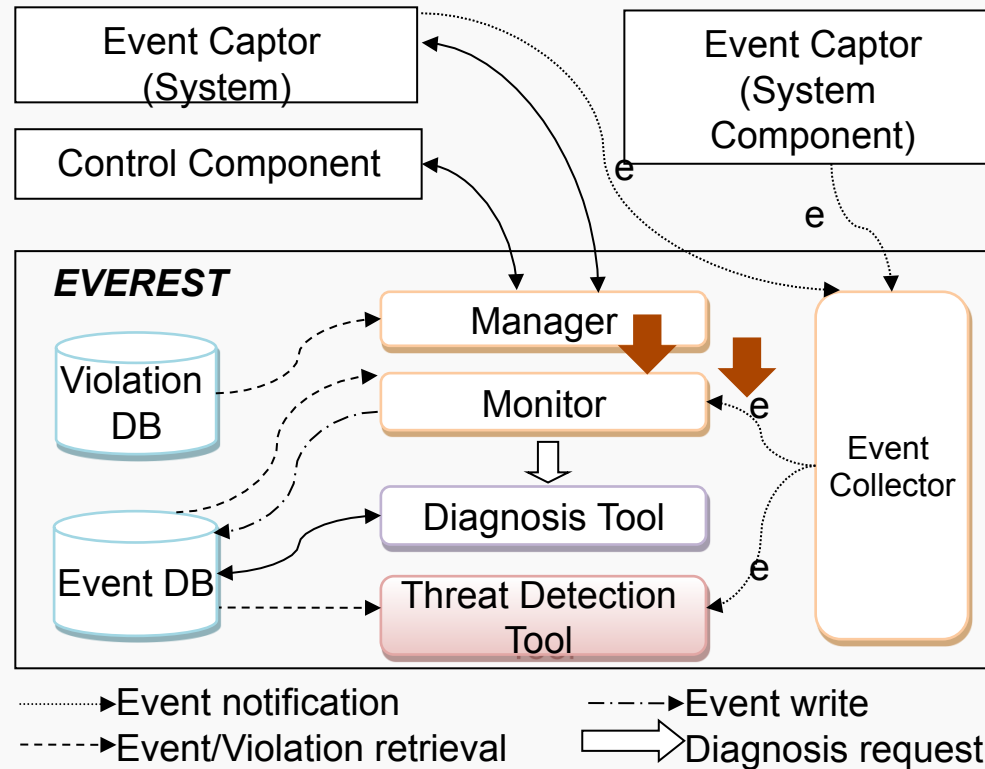 Event Captor
(System)
Event Captor
(System
Component)
Control Component
e
e
EVEREST
Manager
Violation
DB
Monitor
e
Event
Collector
Diagnosis Tool
Event DB
e
Threat Detection
Tool
Event notification
Event write
Event/Violation retrieval
Diagnosis request